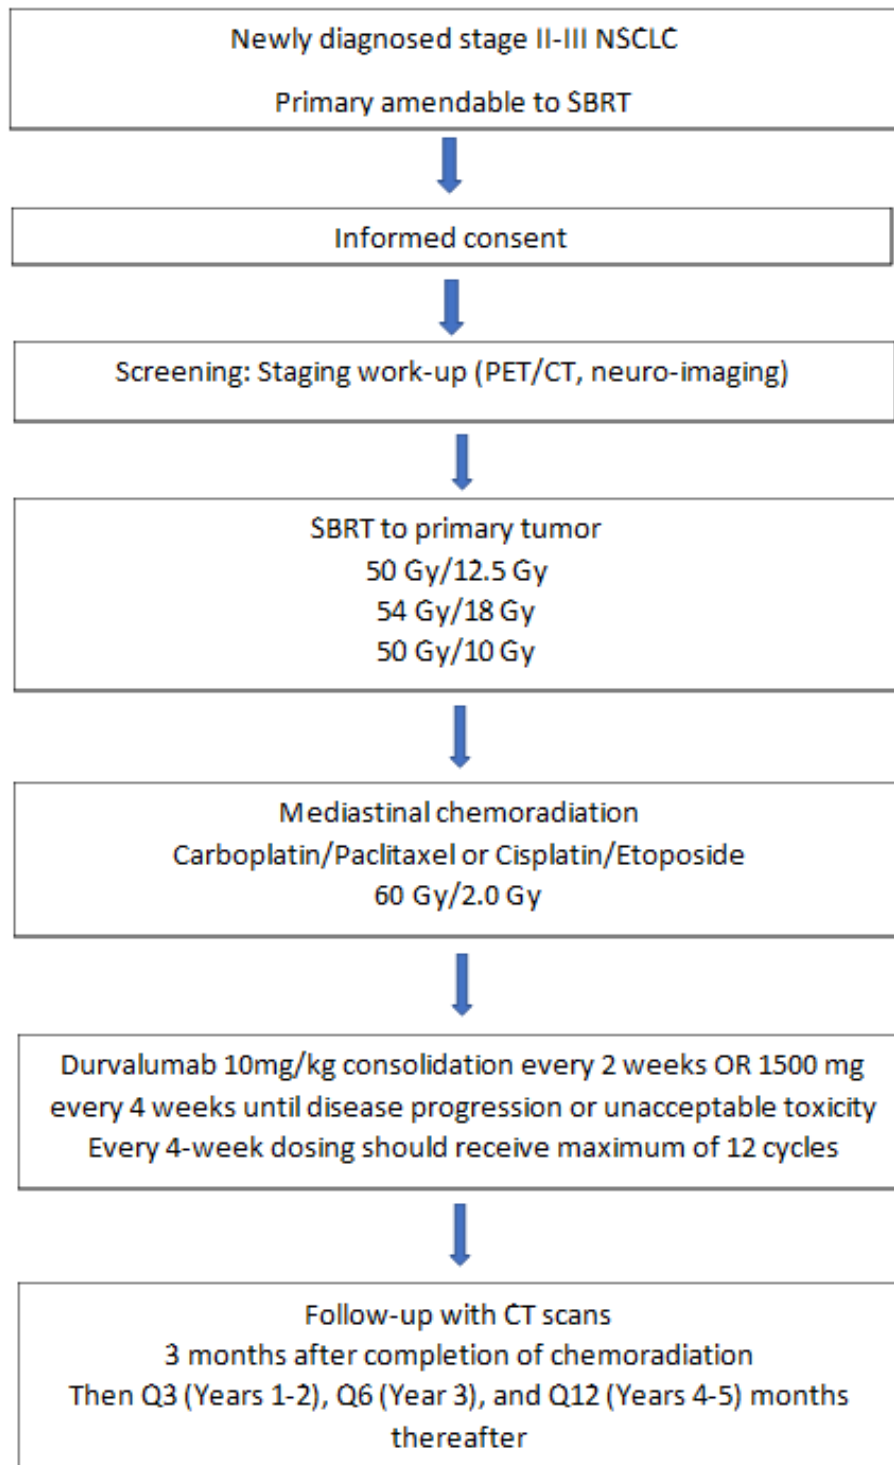 Newly diagnosed stage II-III NSCLC
Primary amendable to SBRT
Informed consent
Screening: Staging work-up (PET/CT, neuro-imaging)
SBRT to primary tumor
50 Gy/12.5 Gy
54 Gy/18 Gy
50 Gy/10 Gy
Mediastinal chemoradiation
Carboplatin/Paclitaxel or Cisplatin/Etoposide
60 Gy/2.0 Gy
Durvalumab 10mg/kg consolidation every 2 weeks OR 1500 mg
every 4 weeks until disease progression or unacceptable toxicity
Every 4-week dosing should receive maximum of 12 cycles
Follow-up with CT scans
3 months after completion of chemoradiation
Then Q3 (Years 1-2), Q6 (Year 3), and Q12 (Years 4-5) months
thereafter